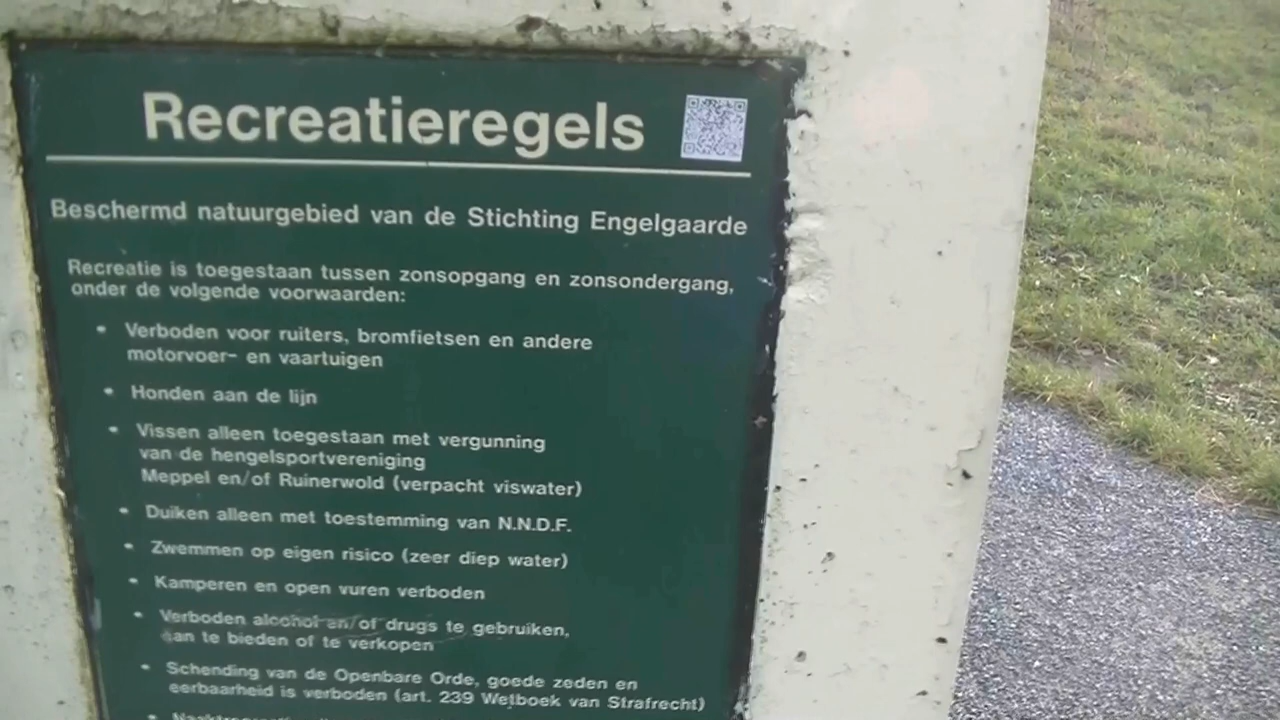 Recreatieregels
Beschermd natuurgebied van de Stichting Engelgaarde
Recreatie is toegestaan tussen zonsopgang en zonsondergang,
onder de volgende voorwaarden:
• Verboden voor ruiters, bromfietsen en andere
motorvoer- en vaartuigen
• Honden aan de lijn
• Vissen alleen toegestaan met vergunning
van de hengelsportvereniging
Meppel en/of Ruinerwold (verpacht viswater)
• Duiken alleen met toestemming van N.N.D.F.
• Zwemmen op eigen risico (zeer diep water)
• Kamperen en open vuren verboden
• Verboden alcohol en/of drugs te gebruiken,
aan te bieden of te verkopen
• Schending van de Openbare Orde, goede zeden en
eerbaarheid is verboden (art. 239 Wetboek van Strafrecht)